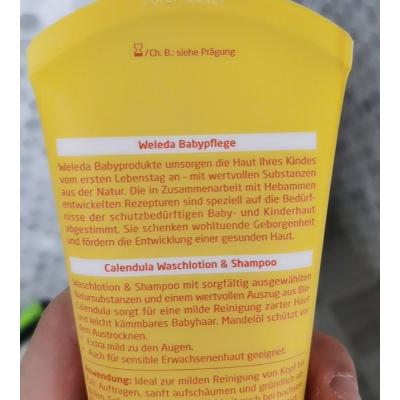 /Ch. B.: siehe Prägung
Weleda Babypflege
Weleda Babyprodukte umsorgen die Haut Ihres Kindes
vom ersten Lebenstag an – mit wertvollen Substanzen
aus der Natur. Die in Zusammenarbeit mit Hebammen
entwickelten Rezepturen sind speziell auf die Bedürf-
nisse der schutzbedürftigen Baby- und Kinderhaut
abgestimmt. Sie schenken wohltuende Geborgenheit
und fördern die Entwicklung einer gesunden Haut.
Calendula Waschlotion & Shampoo
Waschlotion & Shampoo mit sorgfältig ausgewählten
Natursubstanzen und einem wertvollen Auszug aus Bio-
Calendula sorgt für eine milde Reinigung zarter Haut
und leicht kämmbares Babyhaar. Mandelöl schützt vor
dem Austrocknen.
Extra mild zu den Augen.
Auch für sensible Erwachsenenhaut geeignet.
Anwendung: Ideal zur milden Reinigung von Kopf bis
Fuß: Auftragen, sanft aufschäumen und gründlich ab-
bei hochsom